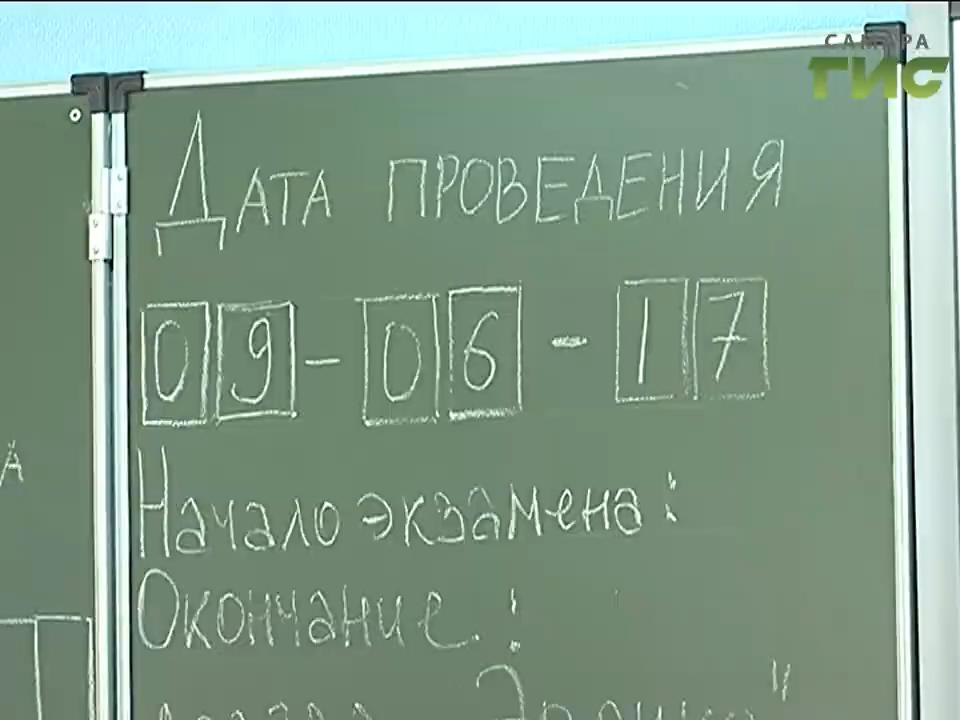 САМАРА
ГИС
Дата проведения
09-06-17
Начало экзамена:
Окончание:
А